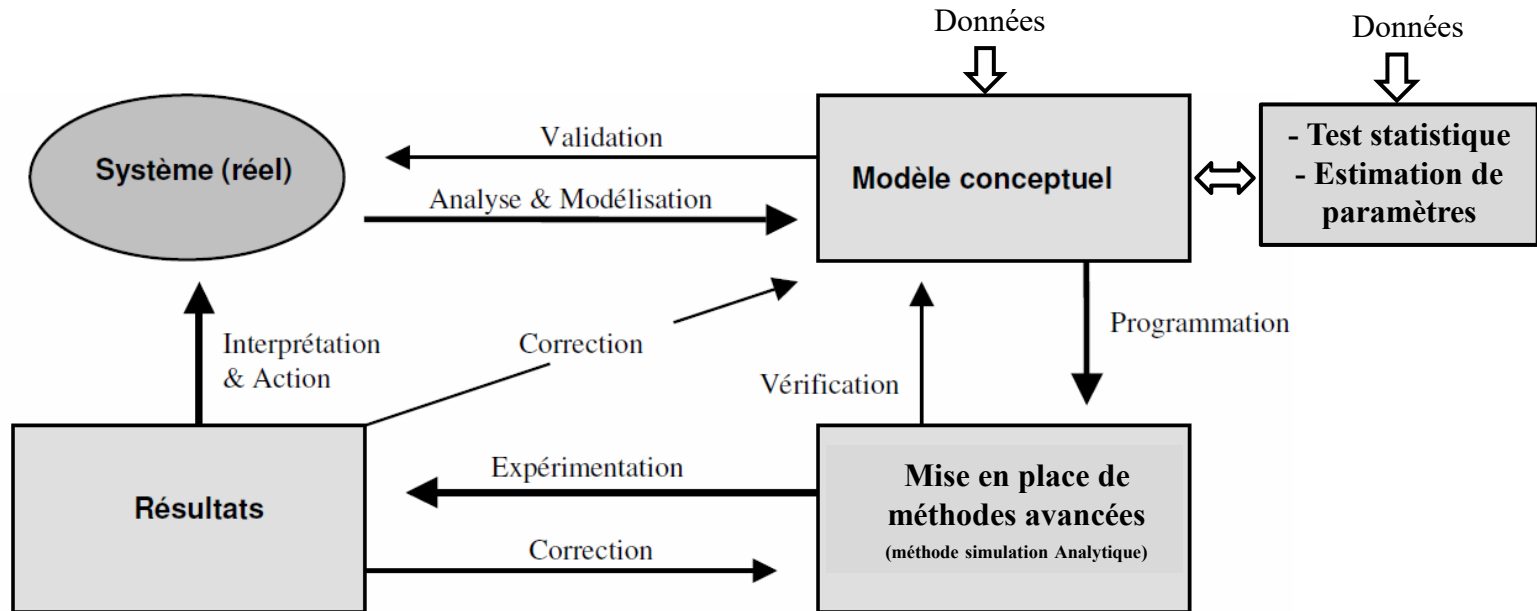 Données
Données
Validation
Système (réel)
Analyse & Modélisation
Modèle conceptuel
- Test statistique
- Estimation de
paramètres
Programmation
Interprétation
& Action
Correction
Vérification
Expérimentation
Résultats
Correction
Mise en place de
méthodes avancées
(méthode simulation Analytique)